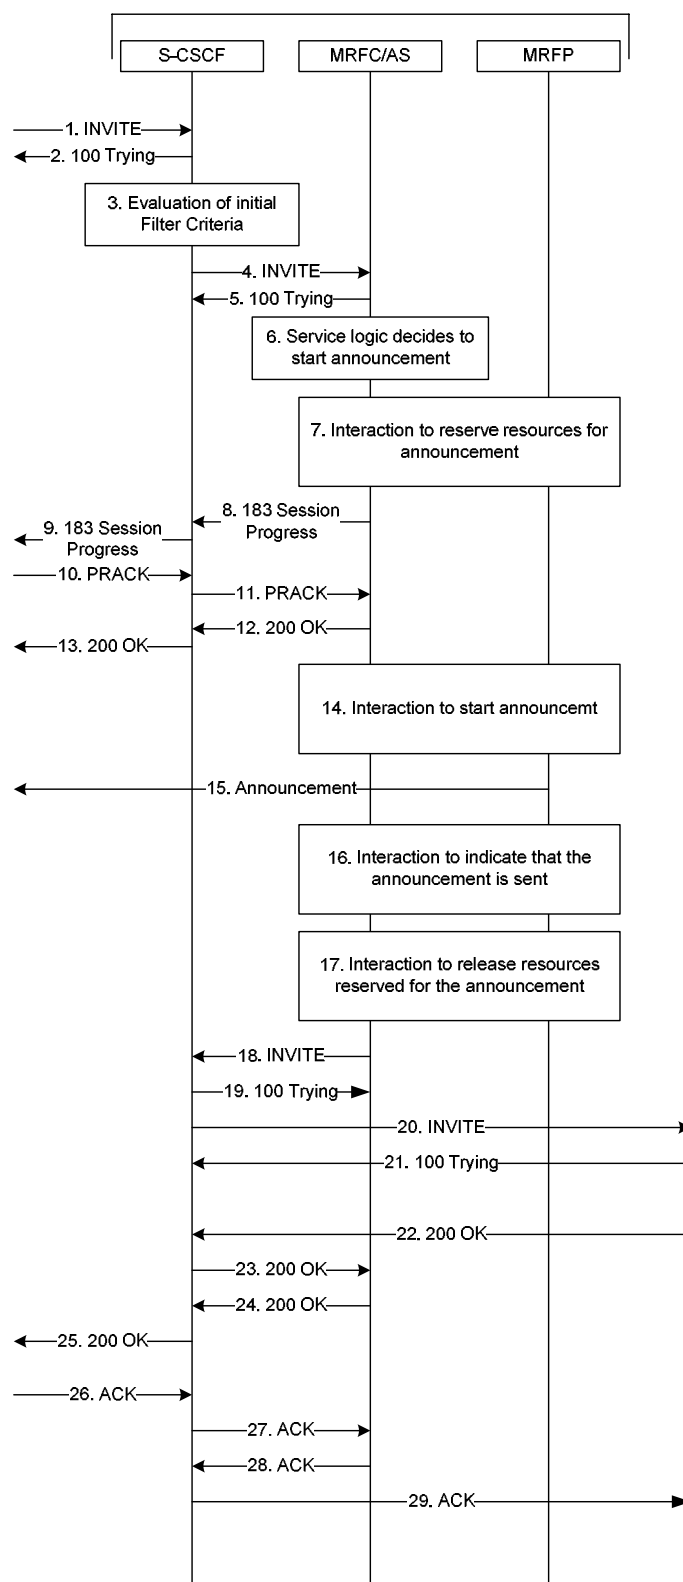 S-CSCF
MRFC/AS
MRFP
1. INVITE
2. 100 Trying
3. Evaluation of initial
Filter Criteria
4. INVITE
5. 100 Trying
6. Service logic decides to
start announcement
7. Interaction to reserve resources for
announcement
8. 183 Session
Progress
9. 183 Session
Progress
10. PRACK
11. PRACK
12. 200 OK
13. 200 OK
14. Interaction to start announcemt
15. Announcement
16. Interaction to indicate that the
announcement is sent
17. Interaction to release resources
reserved for the announcement
18. INVITE
19. 100 Trying
20. INVITE
21. 100 Trying
22. 200 OK
23. 200 OK
24. 200 OK
25. 200 OK
26. ACK
27. ACK
28. ACK
29. ACK